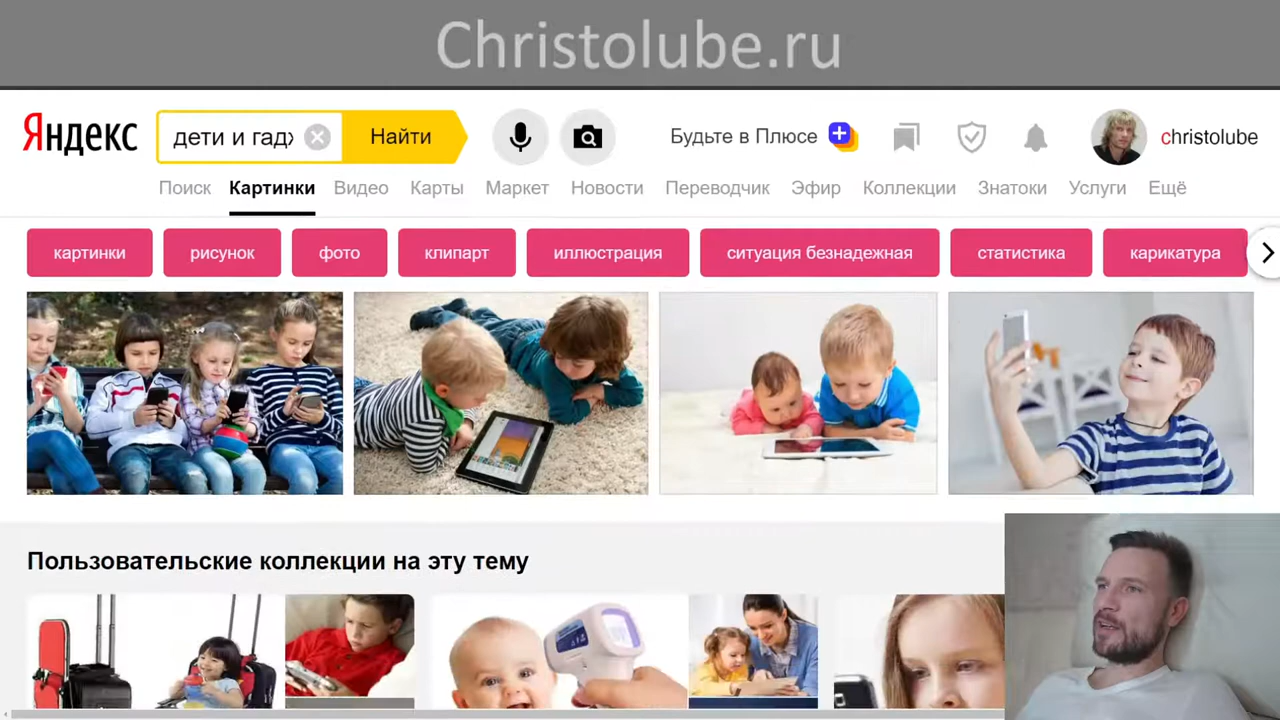 Christolube.ru
Яндекс
дети и гадж
Найти
Будьте в Плюсе
christolube
Поиск Картинки Видео Карты Маркет Новости Переводчик Эфир Коллекции Знатоки Услуги Ещё
картинки рисунок фото клипарт иллюстрация ситуация безнадежная статистика карикатура
Пользовательские коллекции на эту тему